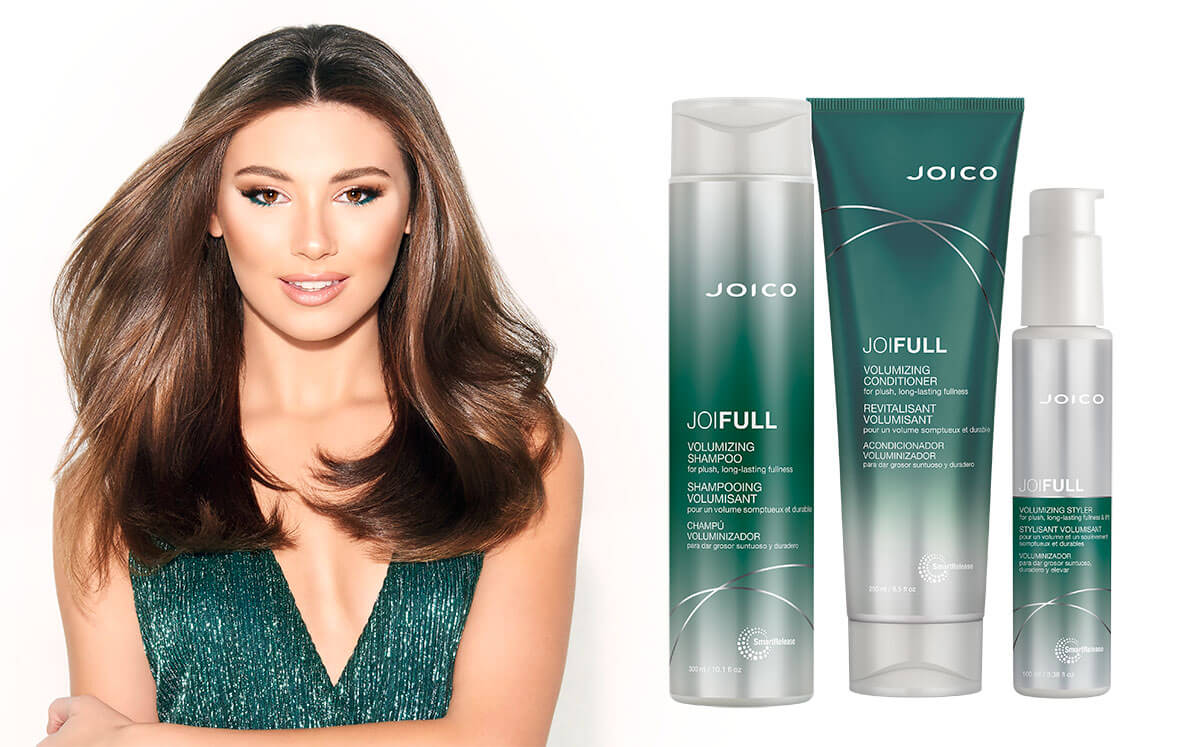 JOICO
JOIFULL
VOLUMIZING
SHAMPOO
for plush, long-lasting fullness
SHAMPOOING
VOLUMISANT
pour un volume somptueux et durable
CHAMPÚ
VOLUMINIZADOR
para dar grosor suntuoso y duradero
SmartRelease
300 ml / 10.1 fl oz
JOICO
JOIFULL
VOLUMIZING
CONDITIONER
for plush, long-lasting fullness
REVITALISANT
VOLUMISANT
pour un volume somptueux et durable
ACONDICIONADOR
VOLUMINIZADOR
para dar grosor suntuoso y duradero
SmartRelease
250 ml / 8.5 fl oz
JOICO
JOIFULL
VOLUMIZING STYLER
for plush, long-lasting fullness &
STYLISANT VOLUMISANT
pour un volume et un soulèvement
somptueux et durables
VOLUMINIZADOR
para dar grosor suntuoso,
duradero y elevar
SmartRelease
100 ml / 3.38 fl oz